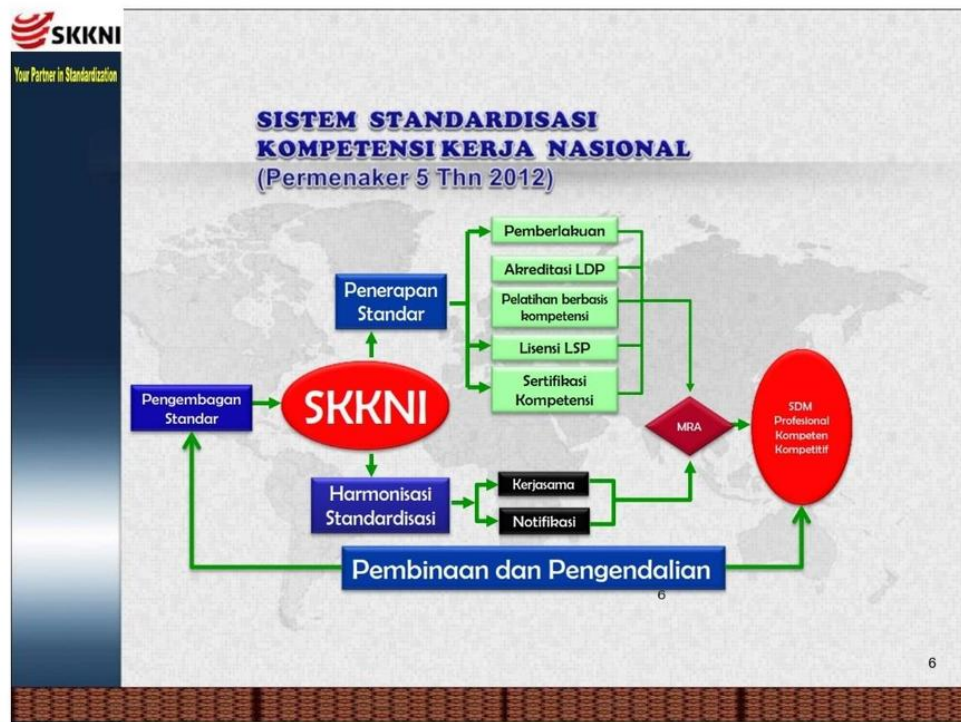 SKKNI
Your Partner in Standardization
SISTEM STANDARDISASI
KOMPETENSI KERJA NASIONAL
(Permenaker 5 Thn 2012)
Pemberlakuan
Akreditasi LDP
Pelatihan berbasis
kompetensi
Lisensi LSP
Sertifikasi
Kompetensi
Penerapan
Standar
Pengembagan
Standar
SKKNI
MRA
SDM
Profesional
Kompeten
Kompetitif
Harmonisasi
Standardisasi
Kerjasama
Notifikasi
Pembinaan dan Pengendalian
6
6